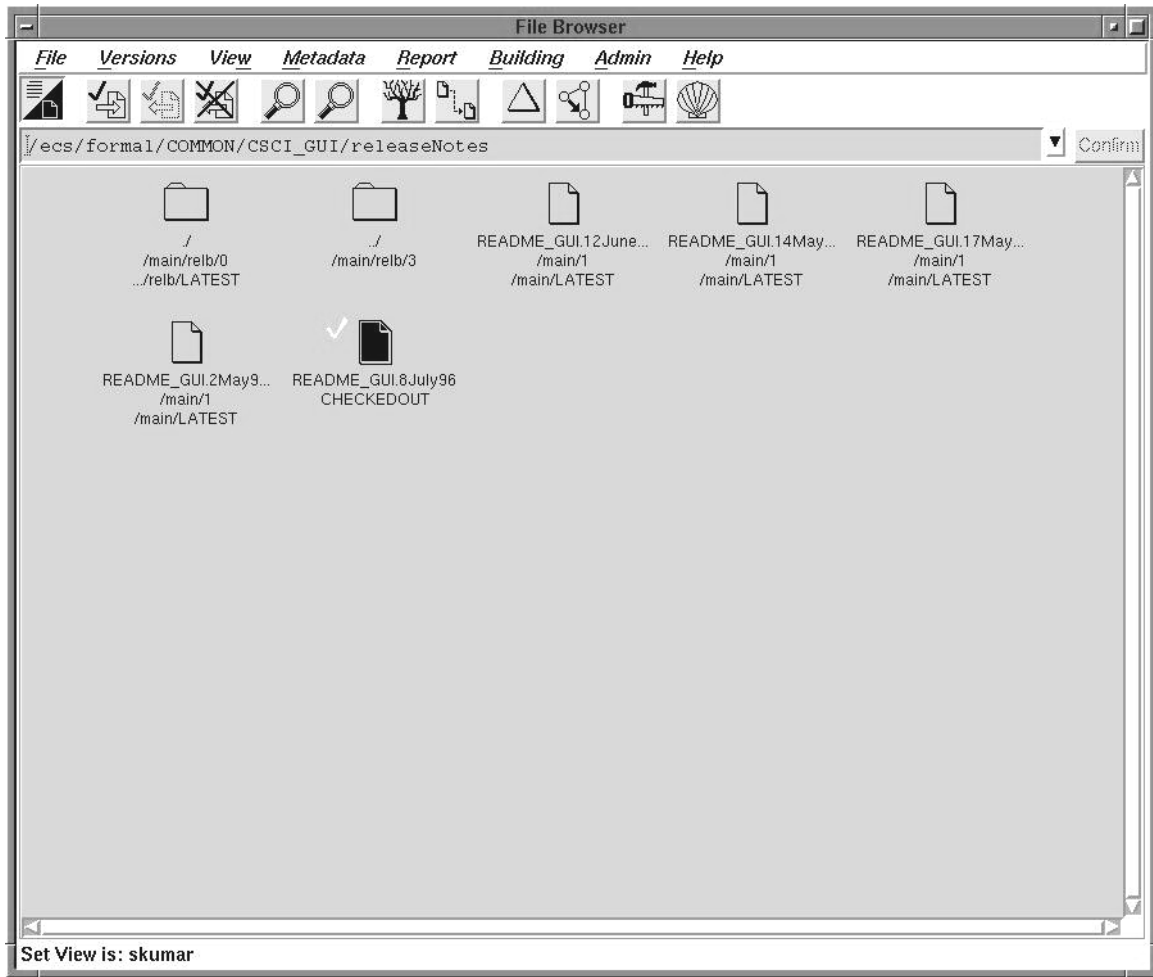 File Browser
File Versions View Metadata Report Building Admin Help
/ecs/formal/COMMON/CSCI_GUI/releaseNotes Confirm
./ ../ README_GUI.12June... README_GUI.14May... README_GUI.17May...
/main/relb/0 /main/relb/3 /main/1 /main/1 /main/1
.../relb/LATEST /main/LATEST /main/LATEST /main/LATEST
README_GUI.2May9... README_GUI.8July96
/main/1 CHECKEDOUT
/main/LATEST
Set View is: skumar